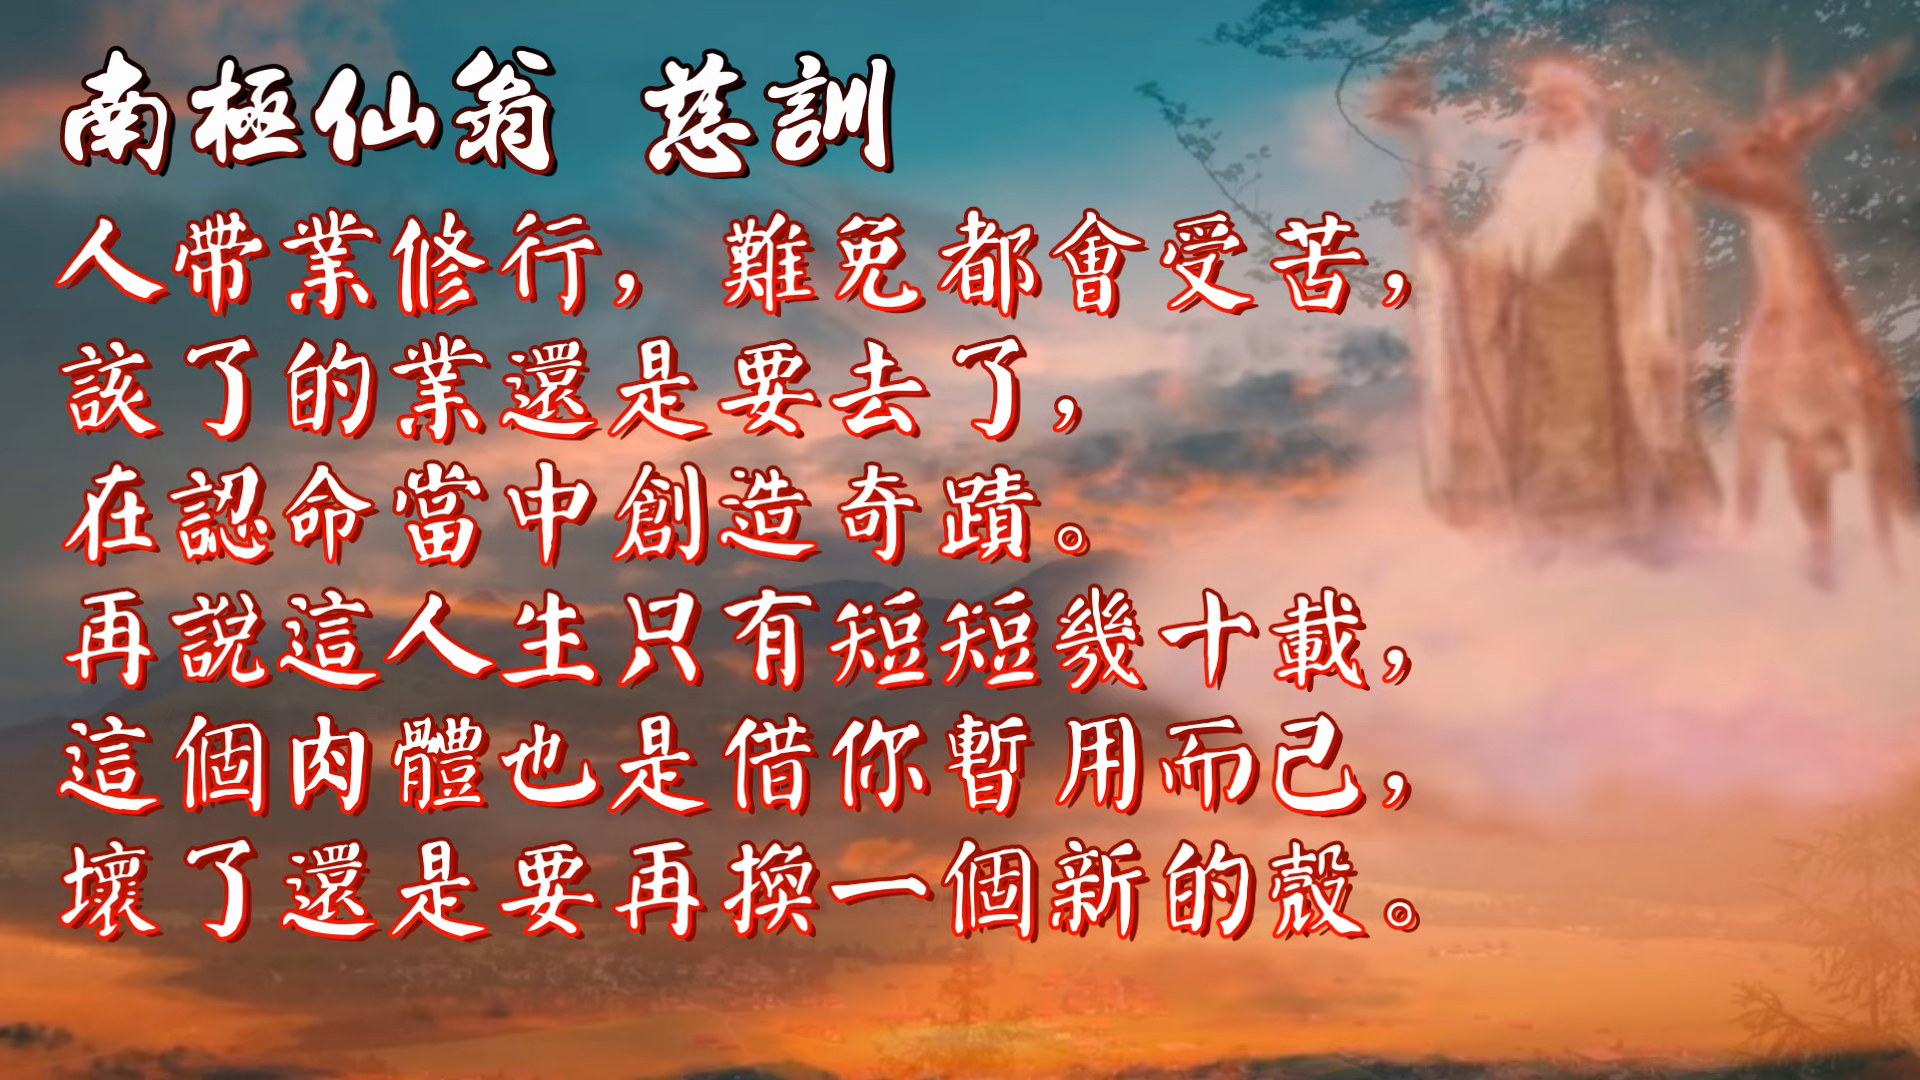 南極仙翁 慈訓
人帶業修行，難免都會受苦，
該了的業還是要去了，
在認命當中創造奇蹟。
再說這人生只有短短幾十載，
這個肉體也是借你暫用而已，
壞了還是要再換一個新的殼。